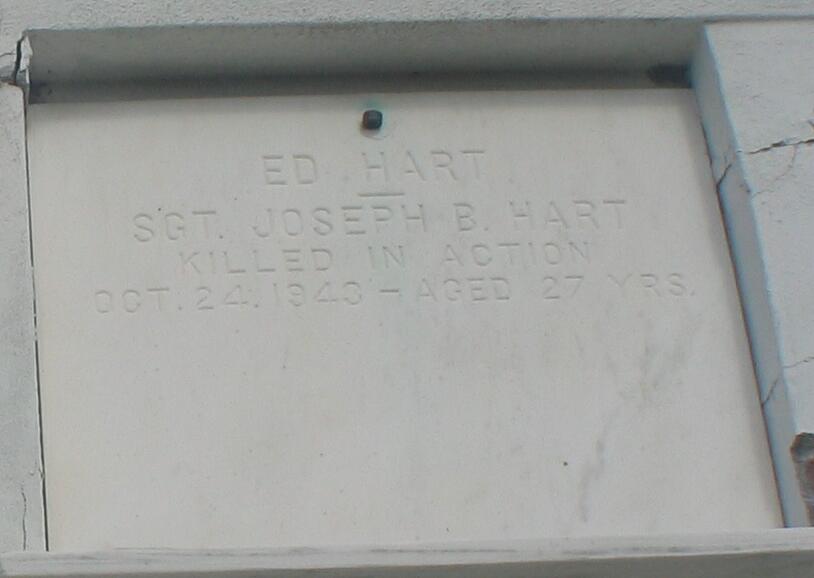 ED HART
SGT. JOSEPH B. HART
KILLED IN ACTION
OCT. 24. 1943 — AGED 27 YRS.